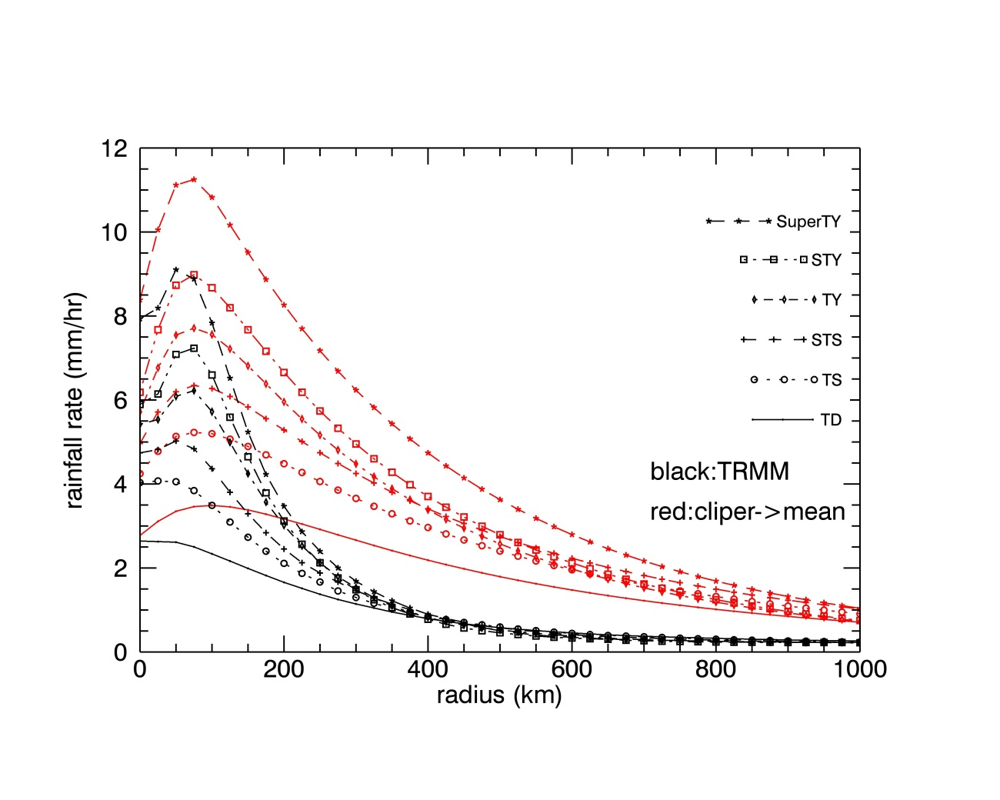 12
10
8
6
4
2
0
rainfall rate (mm/hr)
SuperTY
STY
TY
STS
TS
TD
black:TRMM
red:cliper->mean
0 200 400 600 800 1000
radius (km)